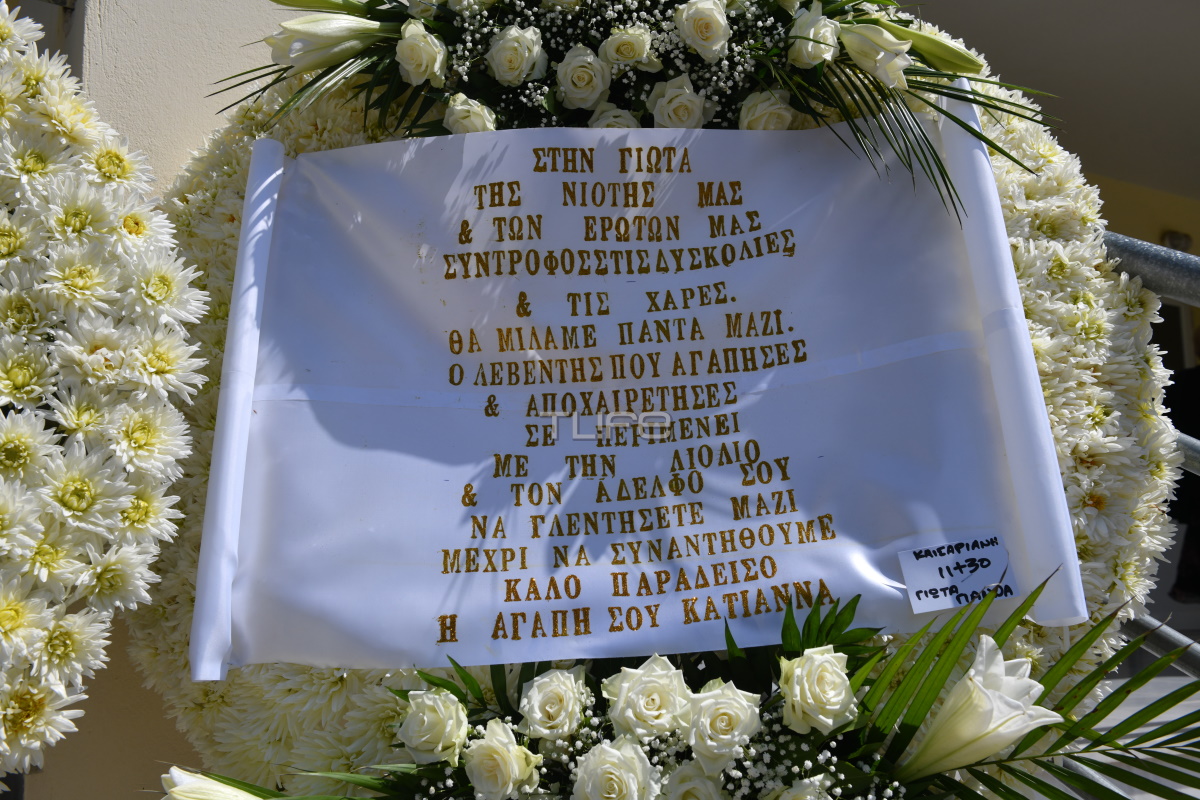 ΣΤΗΝ ΓΙΩΤΑ
ΤΗΣ ΝΙΟΤΗΣ ΜΑΣ
& ΤΩΝ ΕΡΩΤΩΝ ΜΑΣ
ΣΥΝΤΡΟΦΟΣΣΤΙΣΔΥΣΚΟΛΙΕΣ
& ΤΙΣ ΧΑΡΕΣ.
ΘΑ ΜΙΛΑΜΕ ΠΑΝΤΑ ΜΑΖΙ.
Ο ΛΕΒΕΝΤΗΣ ΠΟΥ ΑΓΑΠΗΣΕΣ
& ΑΠΟΧΑΙΡΕΤΗΣΕΣ
TLIFE
ΣΕ ΠΕΡΙΜΕΝΕΙ
ΜΕ ΤΗΝ ΛΙΟΛΙΟ
& ΤΟΝ ΑΔΕΛΦΟ ΣΟΥ
ΝΑ ΓΛΕΝΤΗΣΕΤΕ ΜΑΖΙ
ΜΕΧΡΙ ΝΑ ΣΥΝΑΝΤΗΘΟΥΜΕ
ΚΑΛΟ ΠΑΡΑΔΕΙΣΟ
Η ΑΓΑΠΗ ΣΟΥ ΚΑΤΙΑΝΝΑ
ΚΑΙΣΑΡΙΑΝΗ
11+30
ΓΙΩΤΑ